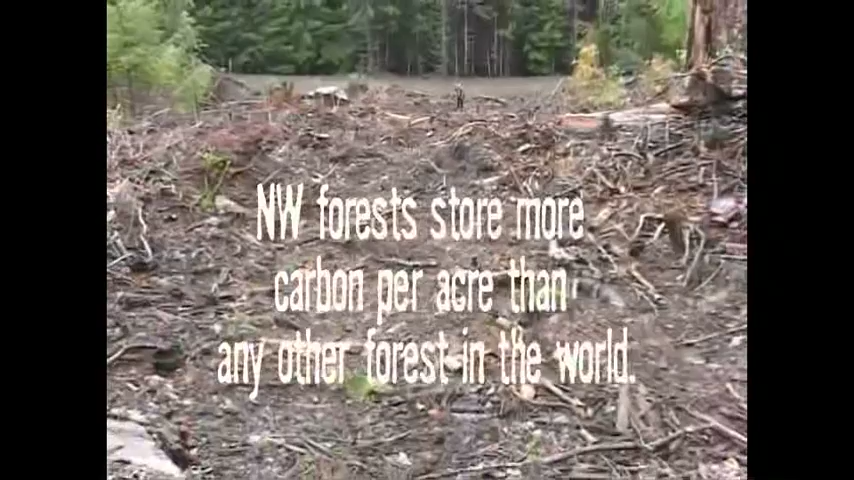 NW forests store more
carbon per acre than
any other forest in the world.